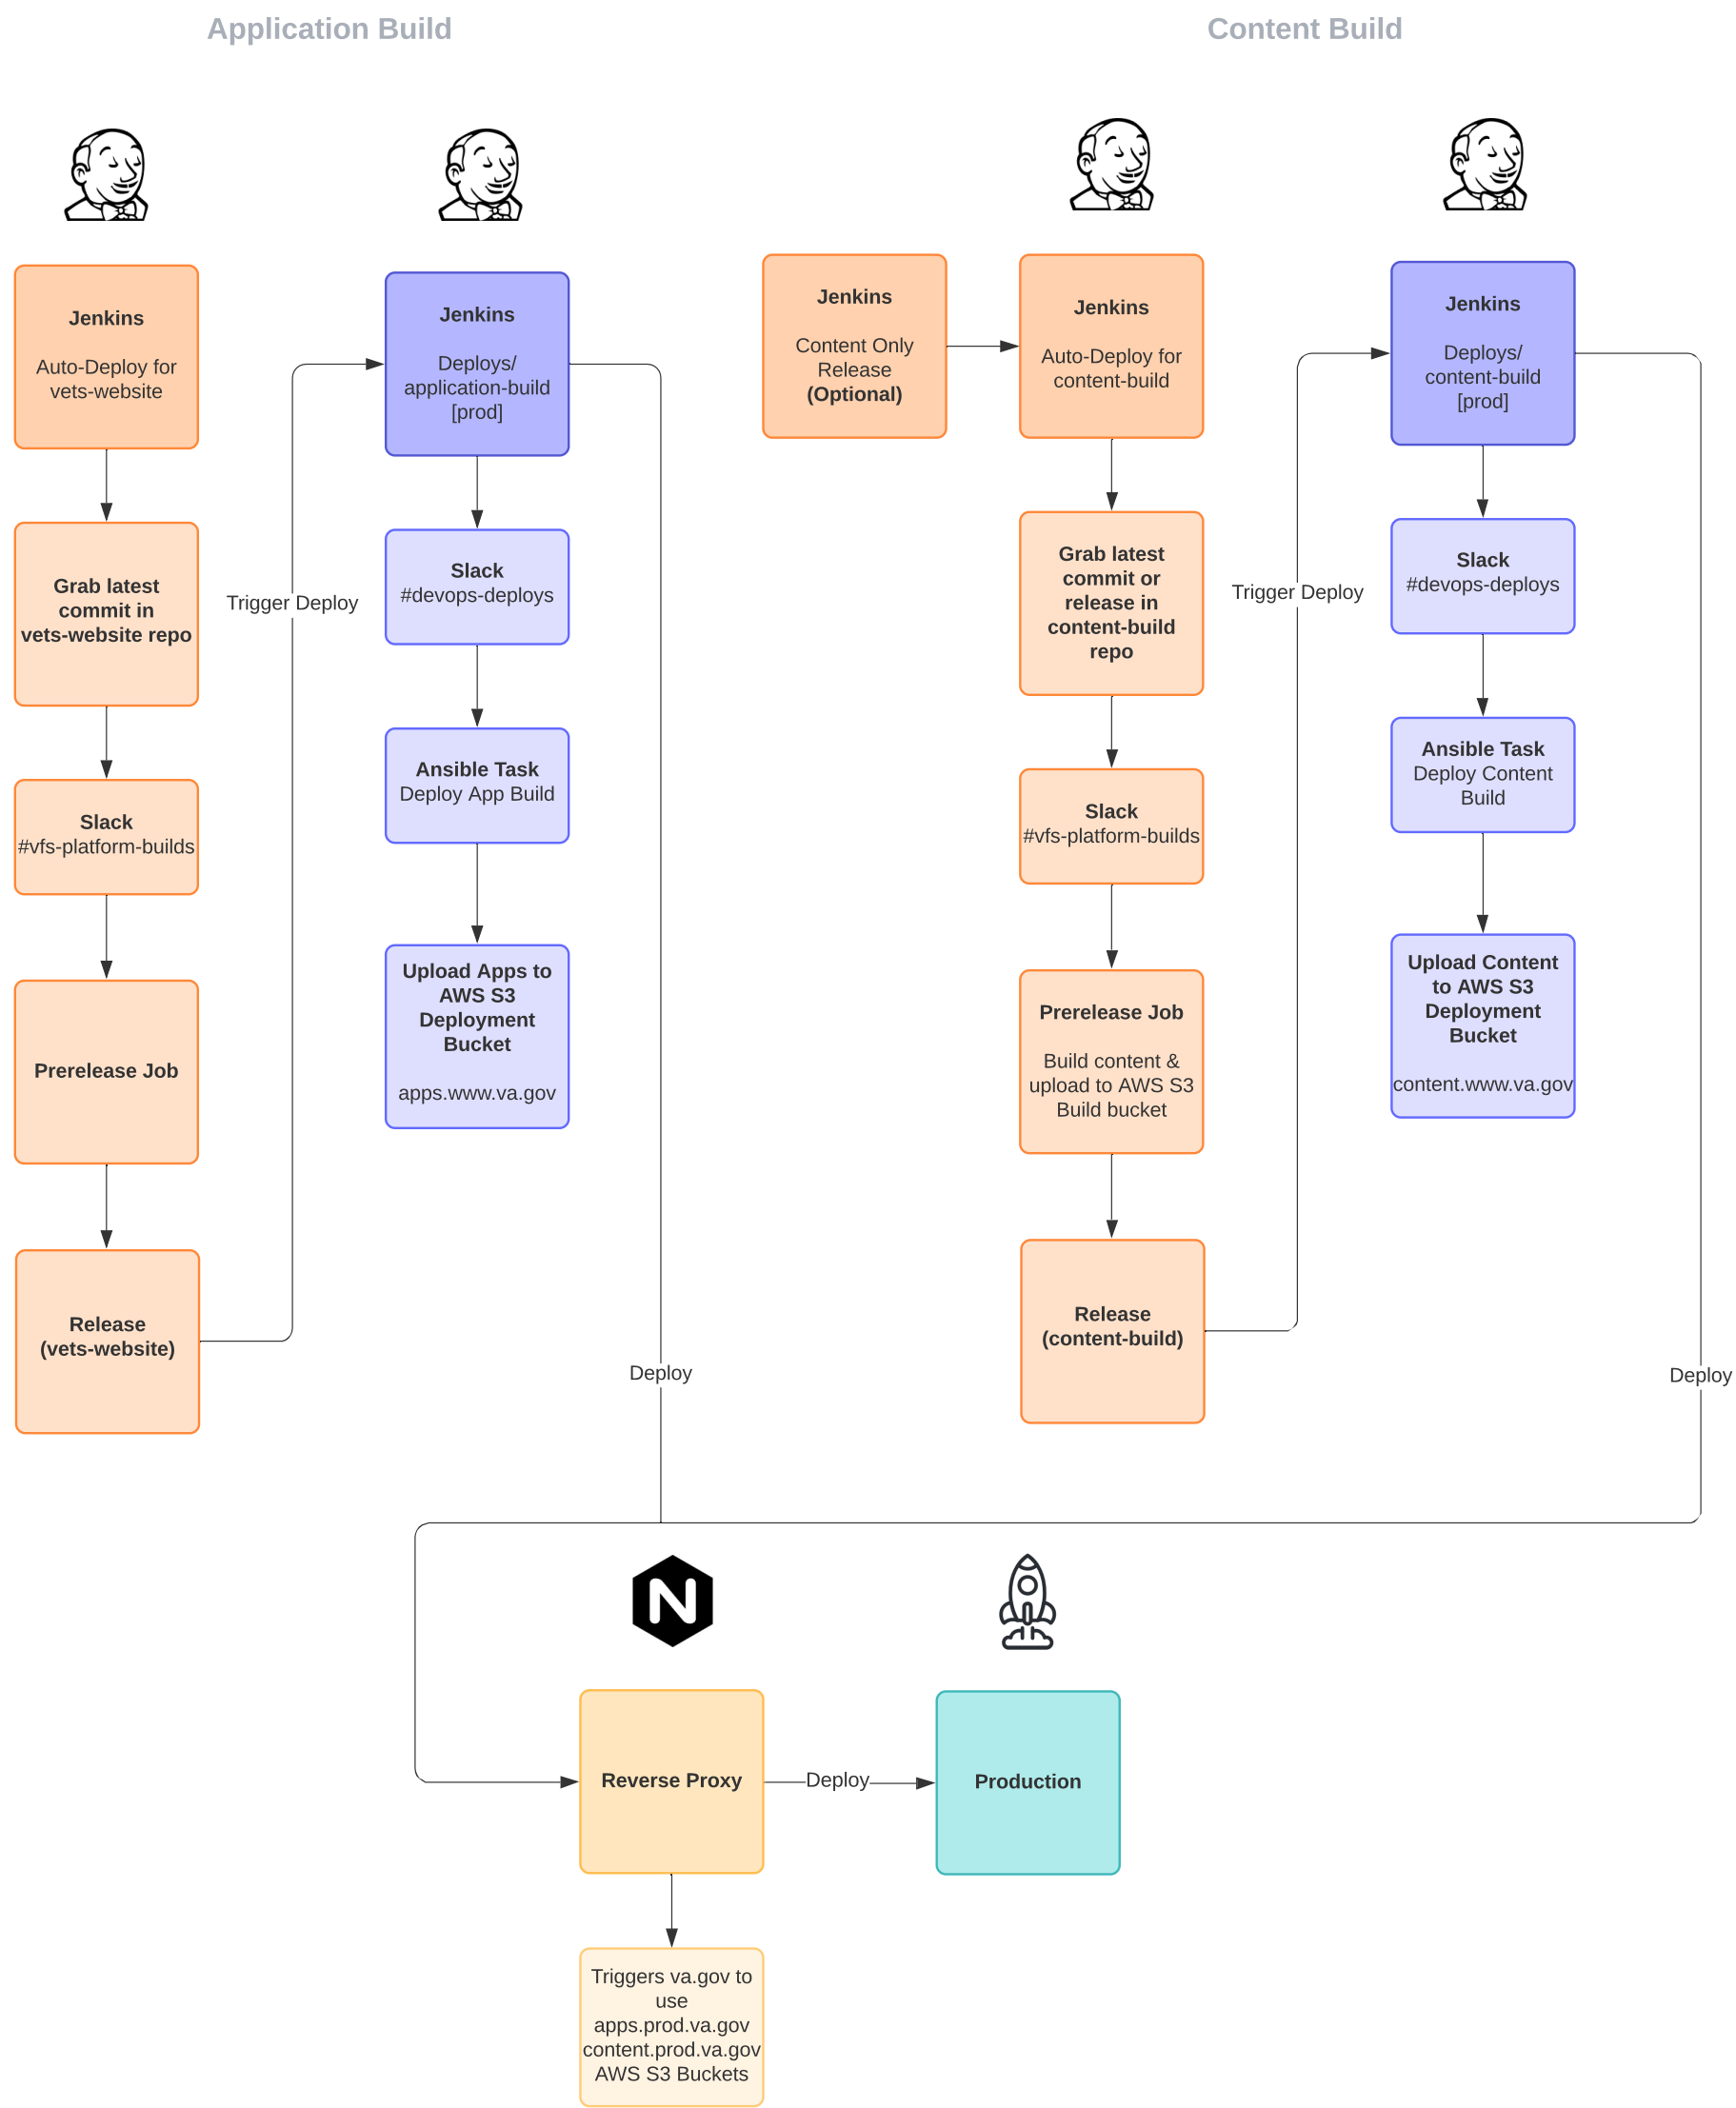 Application Build
Jenkins
Auto-Deploy for
vets-website
Grab latest
commit in
vets-website repo
Slack
#vfs-platform-builds
Prerelease Job
Release
(vets-website)
Trigger Deploy
Jenkins
Deploys/
application-build
[prod]
Slack
#devops-deploys
Ansible Task
Deploy App Build
Upload Apps to
AWS S3
Deployment
Bucket
apps.www.va.gov
Deploy
Content Build
Jenkins
Content Only
Release
(Optional)
Jenkins
Auto-Deploy for
content-build
Grab latest
commit or
release in
content-build
repo
Slack
#vfs-platform-builds
Prerelease Job
Build content &
upload to AWS S3
Build bucket
Release
(content-build)
Trigger Deploy
Jenkins
Deploys/
content-build
[prod]
Slack
#devops-deploys
Ansible Task
Deploy Content
Build
Upload Content
to AWS S3
Deployment
Bucket
content.www.va.gov
Deploy
N
Reverse Proxy
Deploy
Production
Triggers va.gov to
use
apps.prod.va.gov
content.prod.va.gov
AWS S3 Buckets